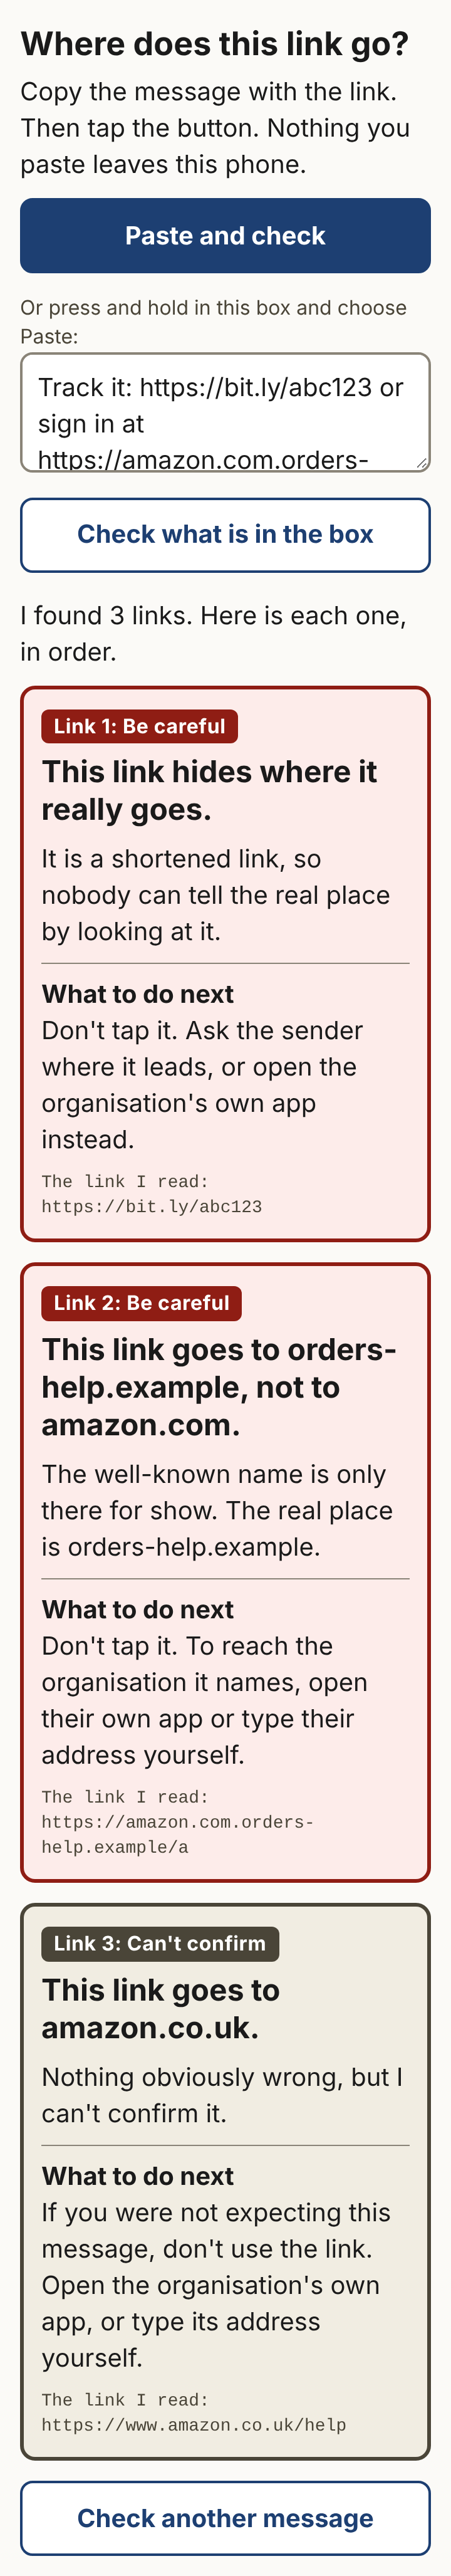 Where does this link go?
Copy the message with the link.
Then tap the button. Nothing you
paste leaves this phone.
Paste and check
Or press and hold in this box and choose
Paste:
Track it: https://bit.ly/abc123 or
sign in at
https://amazon.com.orders-
Check what is in the box
I found 3 links. Here is each one,
in order.
Link 1: Be careful
This link hides where it
really goes.
It is a shortened link, so
nobody can tell the real place
by looking at it.
What to do next
Don't tap it. Ask the sender
where it leads, or open the
organisation's own app
instead.
The link I read:
https://bit.ly/abc123
Link 2: Be careful
This link goes to orders-
help.example, not to
amazon.com.
The well-known name is only
there for show. The real place
is orders-help.example.
What to do next
Don't tap it. To reach the
organisation it names, open
their own app or type their
address yourself.
The link I read:
https://amazon.com.orders-
help.example/a
Link 3: Can't confirm
This link goes to
amazon.co.uk.
Nothing obviously wrong, but I
can't confirm it.
What to do next
If you were not expecting this
message, don't use the link.
Open the organisation's own
app, or type its address
yourself.
The link I read:
https://www.amazon.co.uk/help
Check another message